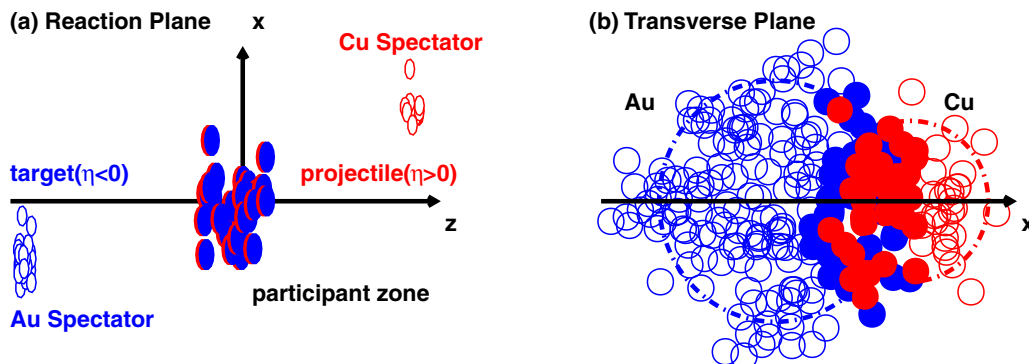 (a) Reaction Plane
x
Cu Spectator
target(η<0)
projectile(η>0)
z
participant zone
Au Spectator
(b) Transverse Plane
Au
Cu
x